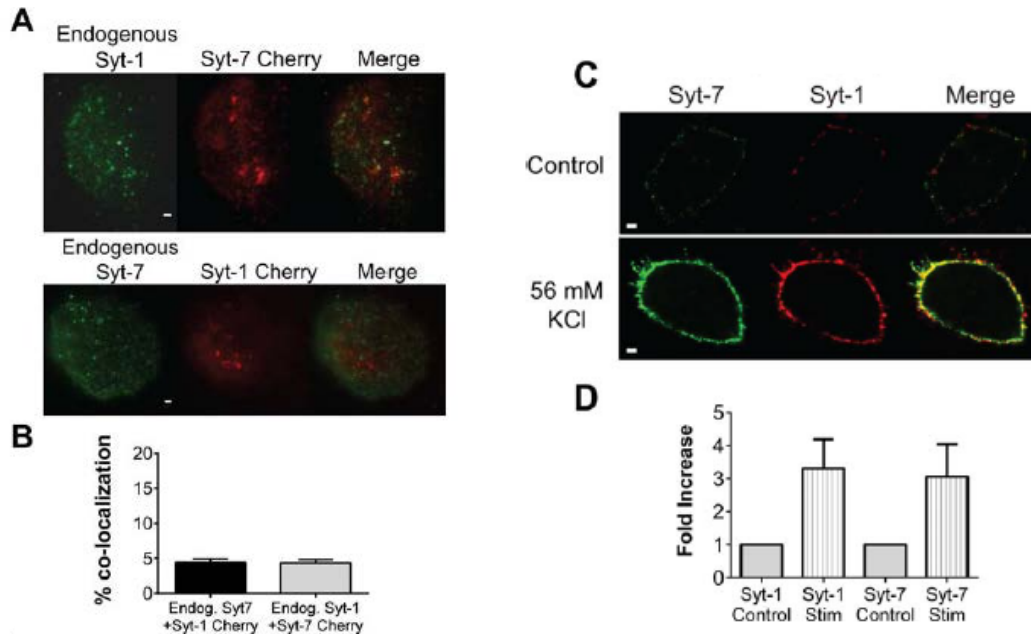 A
Endogenous
Syt-1 Syt-7 Cherry Merge
Endogenous
Syt-7 Syt-1 Cherry Merge
B
% co-localization
20
15
10
5
0
Endog. Syt7
+Syt-1 Cherry
Endog. Syt-1
+Syt-7 Cherry
C
Syt-7 Syt-1 Merge
Control
56 mM
KCl
D
Fold Increase
5
4
3
2
1
0
Syt-1
Control
Syt-1
Stim
Syt-7
Control
Syt-7
Stim